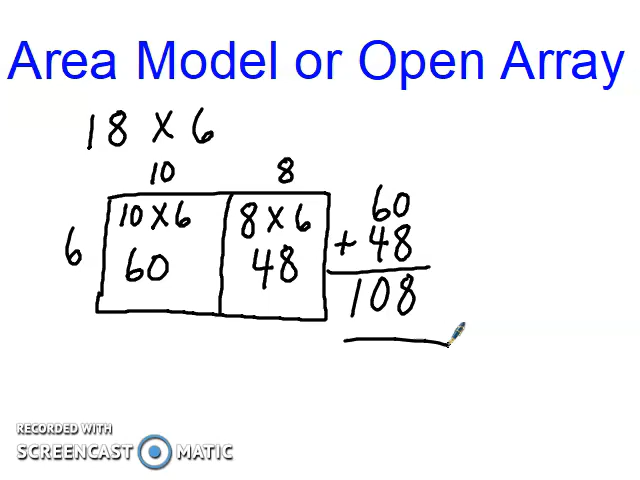 Area Model or Open Array
18 x 6
10 8
6
10 x 6
60
8 x 6
48
60
+ 48
108
RECORDED WITH
SCREENCAST MATIC